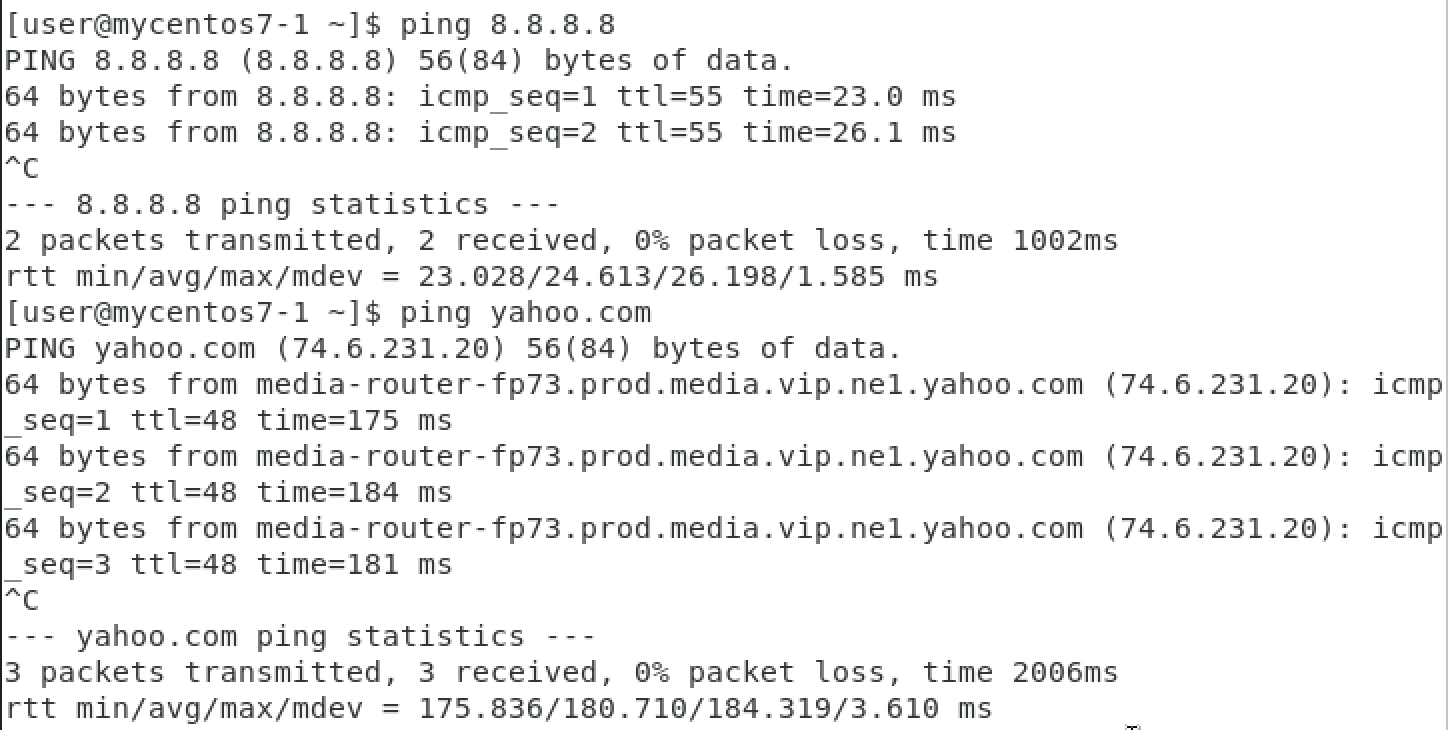 [user@mycentos7-1 ~]$ ping 8.8.8.8
PING 8.8.8.8 (8.8.8.8) 56(84) bytes of data.
64 bytes from 8.8.8.8: icmp_seq=1 ttl=55 time=23.0 ms
64 bytes from 8.8.8.8: icmp_seq=2 ttl=55 time=26.1 ms
^C
--- 8.8.8.8 ping statistics ---
2 packets transmitted, 2 received, 0% packet loss, time 1002ms
rtt min/avg/max/mdev = 23.028/24.613/26.198/1.585 ms
[user@mycentos7-1 ~]$ ping yahoo.com
PING yahoo.com (74.6.231.20) 56(84) bytes of data.
64 bytes from media-router-fp73.prod.media.vip.ne1.yahoo.com (74.6.231.20): icmp
_seq=1 ttl=48 time=175 ms
64 bytes from media-router-fp73.prod.media.vip.ne1.yahoo.com (74.6.231.20): icmp
_seq=2 ttl=48 time=184 ms
64 bytes from media-router-fp73.prod.media.vip.ne1.yahoo.com (74.6.231.20): icmp
_seq=3 ttl=48 time=181 ms
^C
--- yahoo.com ping statistics ---
3 packets transmitted, 3 received, 0% packet loss, time 2006ms
rtt min/avg/max/mdev = 175.836/180.710/184.319/3.610 ms